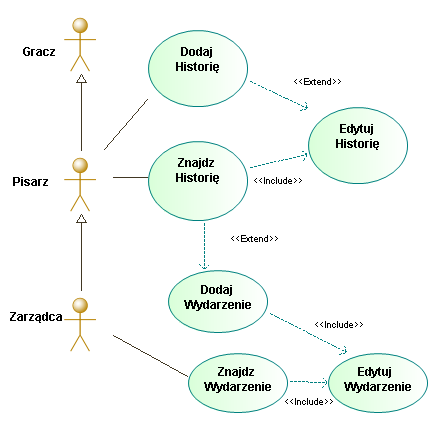 Gracz
Dodaj
Historię
<<Extend>>
Edytuj
Historię
Pisarz
Znajdz
Historię
<<Include>>
<<Extend>>
Dodaj
Wydarzenie
Zarządca
<<Include>>
Znajdz
Wydarzenie
<<Include>>
Edytuj
Wydarzenie